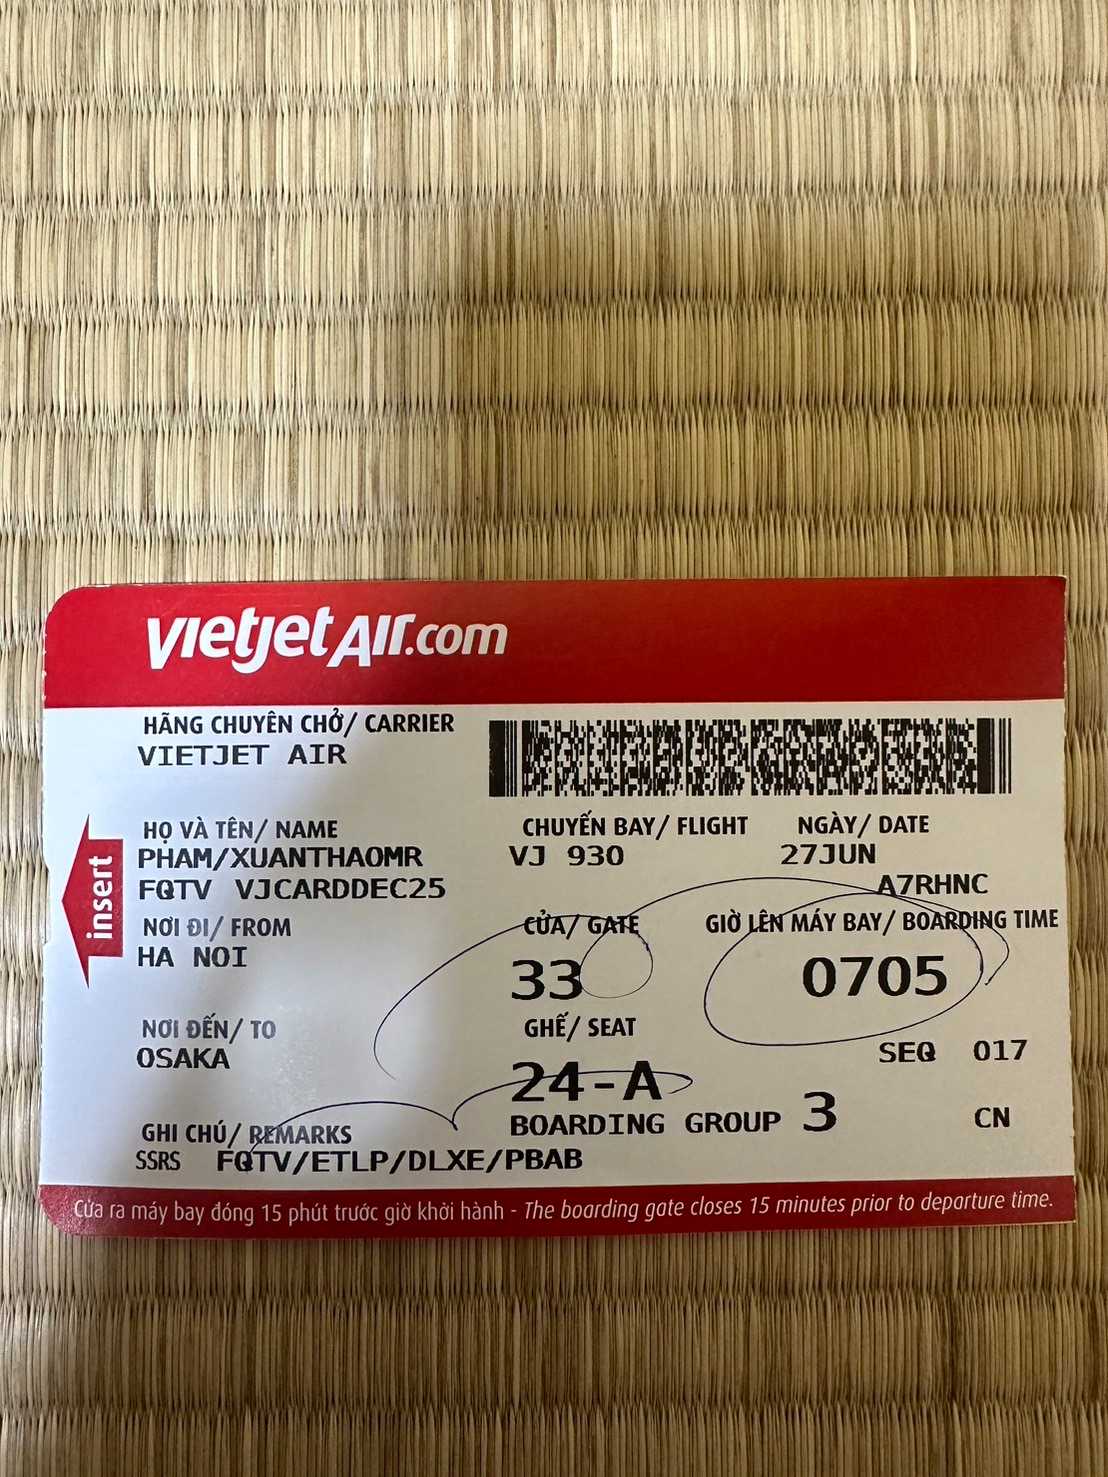 vietjetAir.com
HÃNG CHUYÊN CHỞ/ CARRIER
VIETJET AIR
HỌ VÀ TÊN/ NAME
PHAM/XUANTHAOMR
FQTV VJCARDDEC25
CHUYẾN BAY/ FLIGHT
VJ 930
NGÀY/ DATE
27JUN
A7RHNC
NƠI ĐI/ FROM
HA NOI
CỬA/ GATE
33
GIỜ LÊN MÁY BAY/ BOARDING TIME
0705
NƠI ĐẾN/ TO
OSAKA
GHẾ/ SEAT
24-A
SEQ 017
BOARDING GROUP 3
CN
GHI CHÚ/ REMARKS
SSRS FQTV/ETLP/DLXE/PBAB
insert
Cửa ra máy bay đóng 15 phút trước giờ khởi hành - The boarding gate closes 15 minutes prior to departure time.